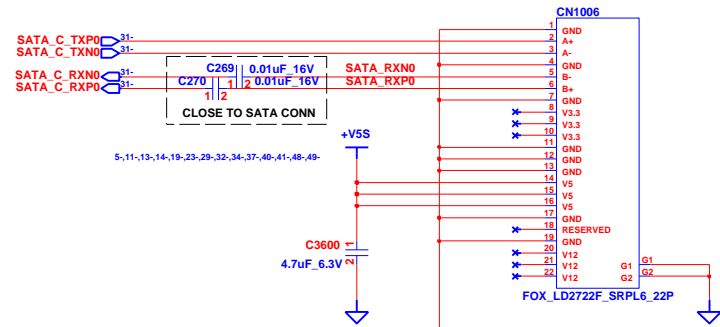 CN1006
1 GND
SATA_C_TXP0 31- 2 A+
SATA_C_TXN0 31- 3 A-
C269 0.01uF_16V SATA_RXN0 4 GND
SATA_C_RXN0 31- 1 2 5 B-
C270 0.01uF_16V SATA_RXP0
SATA_C_RXP0 31- 1 2 6 B+
7 GND
CLOSE TO SATA CONN 8 V3.3
9 V3.3
+V5S 10 V3.3
11 GND
5-,11-,13-,14-,19-,23-,29-,32-,34-,37-,40-,41-,48-,49- 12 GND
13 GND
14 V5
15 V5
16 V5
17 GND
18 RESERVED
C3600 1 19 GND
20 V12
4.7uF_6.3V 2 21 V12 G1 G1
22 V12 G2 G2
FOX_LD2722F_SRPL6_22P